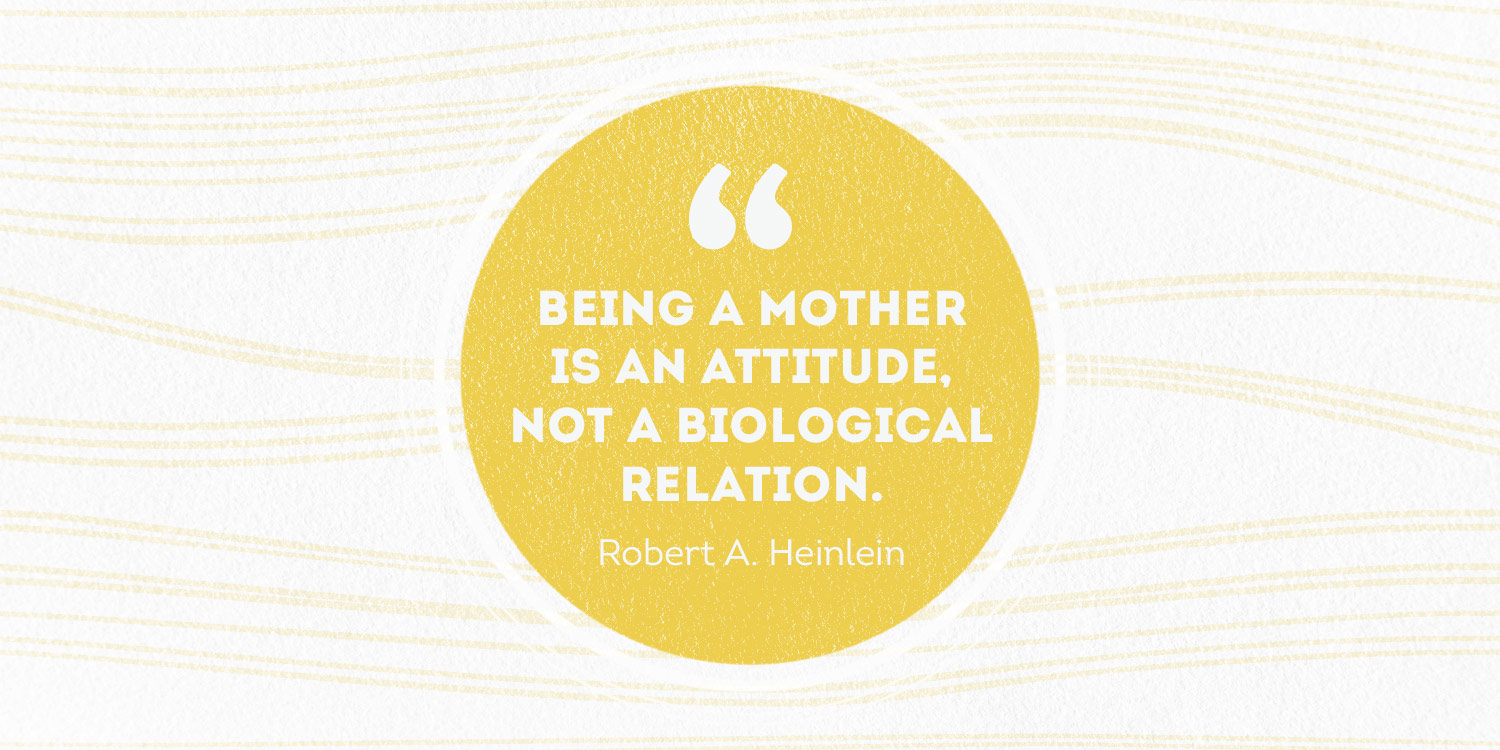 “
BEING A MOTHER
IS AN ATTITUDE,
NOT A BIOLOGICAL
RELATION.
Robert A. Heinlein